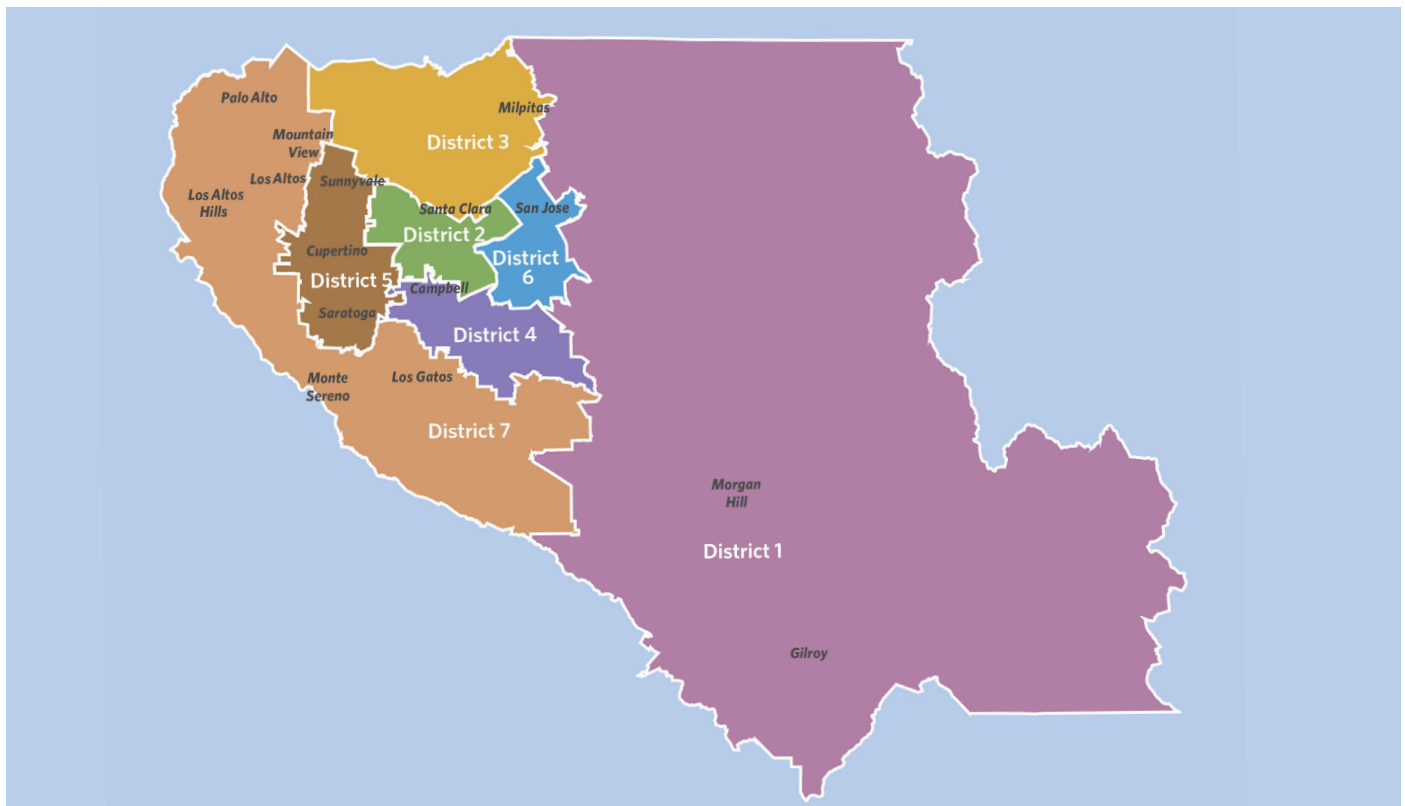 Palo Alto
Milpitas
Mountain
View
District 3
Los Altos
Sunnyvale
Los Altos
Hills
Santa Clara
San Jose
District 2
Cupertino
District
6
District 5
Campbell
Saratoga
District 4
Monte
Sereno
Los Gatos
District 7
Morgan
Hill
District 1
Gilroy